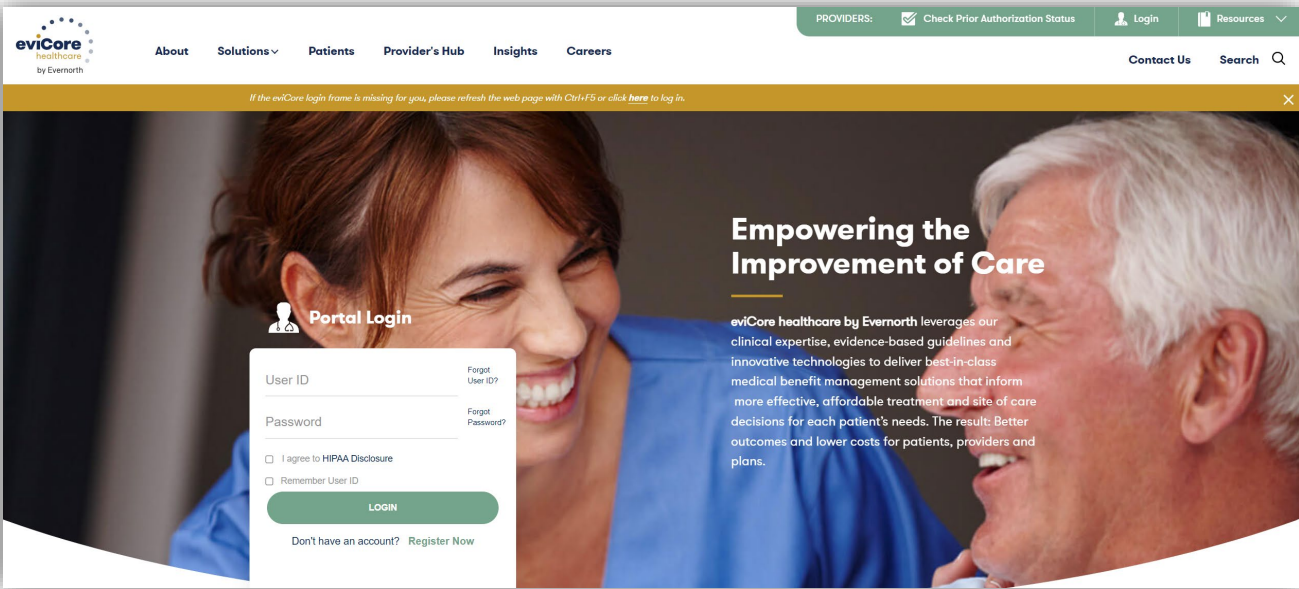 PROVIDERS: Check Prior Authorization Status Login Resources
eviCore
healthcare
by Evernorth
About Solutions Patients Provider's Hub Insights Careers
Contact Us Search
If the eviCore login frame is missing for you, please refresh the web page with Ctrl+F5 or click here to log in.
Portal Login
User ID
Forgot
User ID?
Password
Forgot
Password?
I agree to HIPAA Disclosure
Remember User ID
LOGIN
Don't have an account? Register Now
Empowering the
Improvement of Care
eviCore healthcare by Evernorth leverages our
clinical expertise, evidence-based guidelines and
innovative technologies to deliver best-in-class
medical benefit management solutions that inform
more effective, affordable treatment and site of care
decisions for each patient's needs. The result: Better
outcomes and lower costs for patients, providers and
plans.